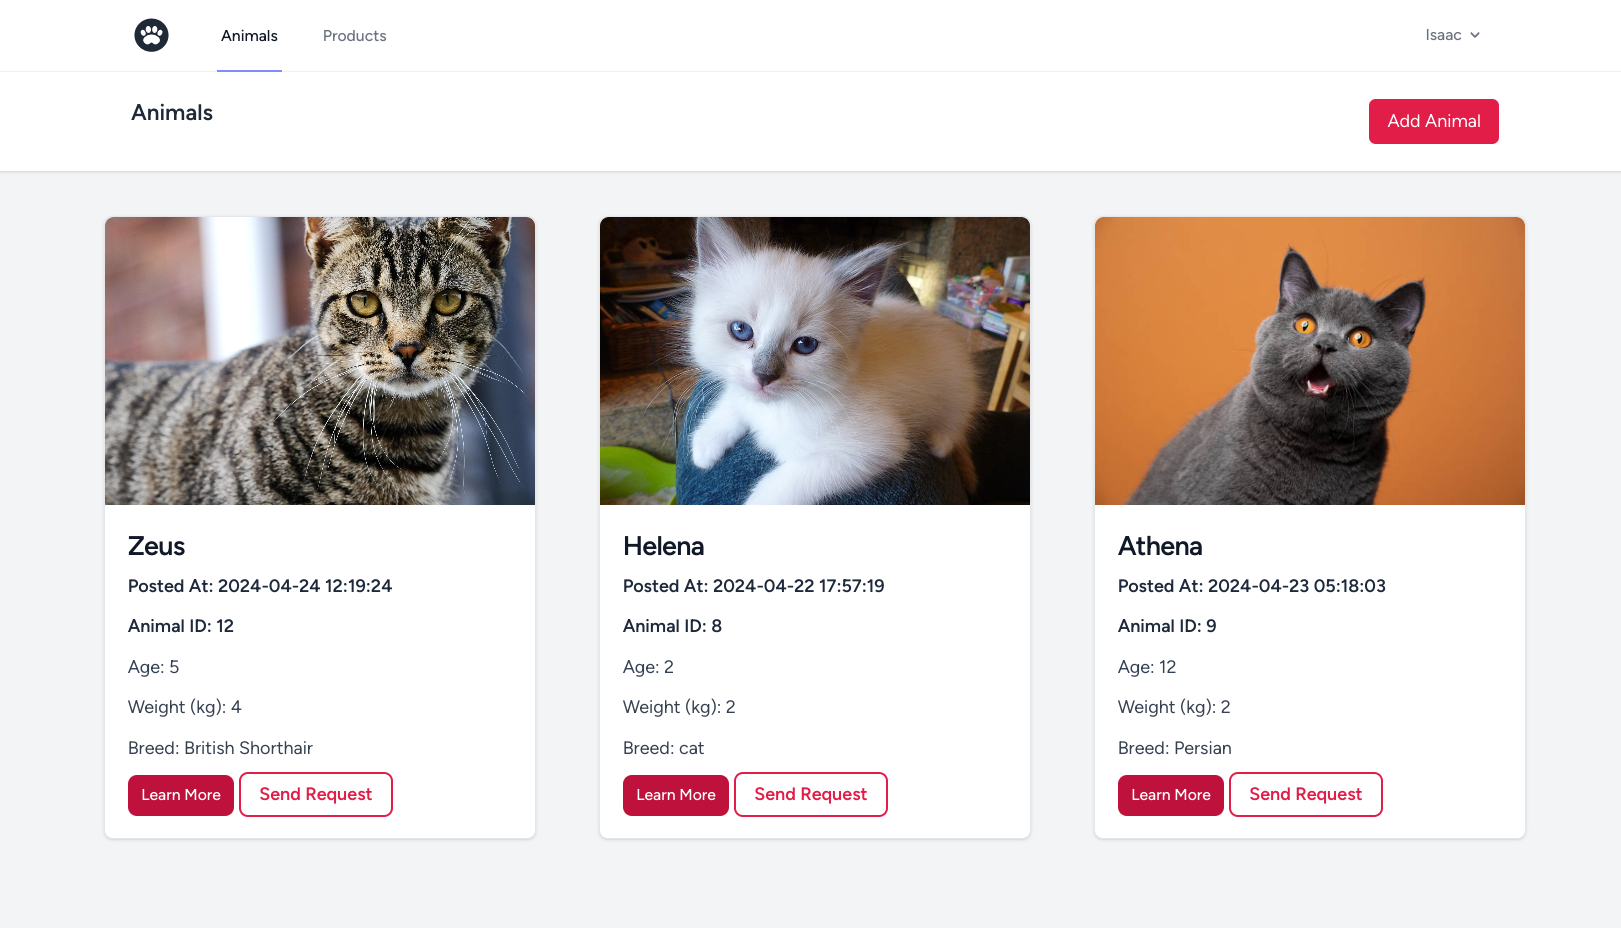 Animals
Products
Isaac
Animals
Add Animal
Zeus
Posted At: 2024-04-24 12:19:24
Animal ID: 12
Age: 5
Weight (kg): 4
Breed: British Shorthair
Learn More
Send Request
Helena
Posted At: 2024-04-22 17:57:19
Animal ID: 8
Age: 2
Weight (kg): 2
Breed: cat
Learn More
Send Request
Athena
Posted At: 2024-04-23 05:18:03
Animal ID: 9
Age: 12
Weight (kg): 2
Breed: Persian
Learn More
Send Request